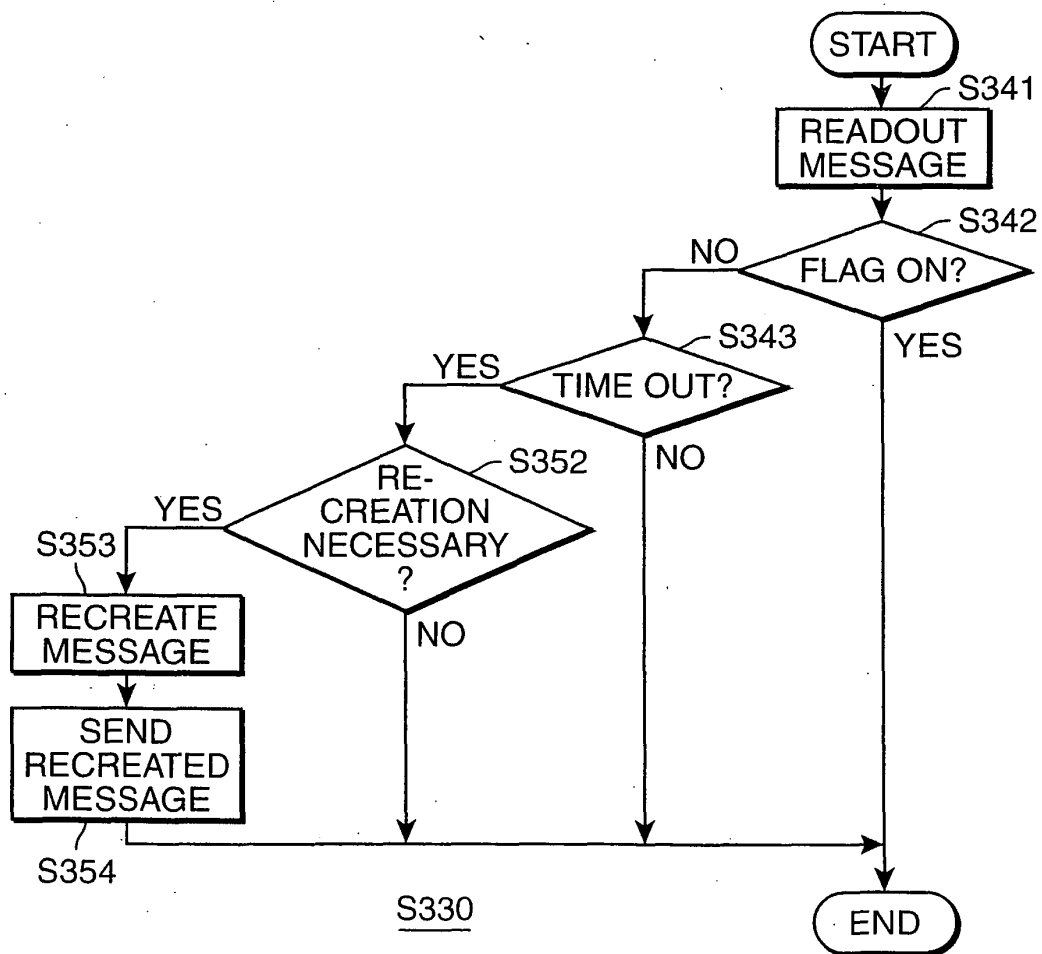 START
S341
READOUT
MESSAGE
S342
FLAG ON?
NO
YES
S343
TIME OUT?
YES
NO
S352
RE-
CREATION
NECESSARY
?
YES
NO
S353
RECREATE
MESSAGE
SEND
RECREATED
MESSAGE
S354
S330
END